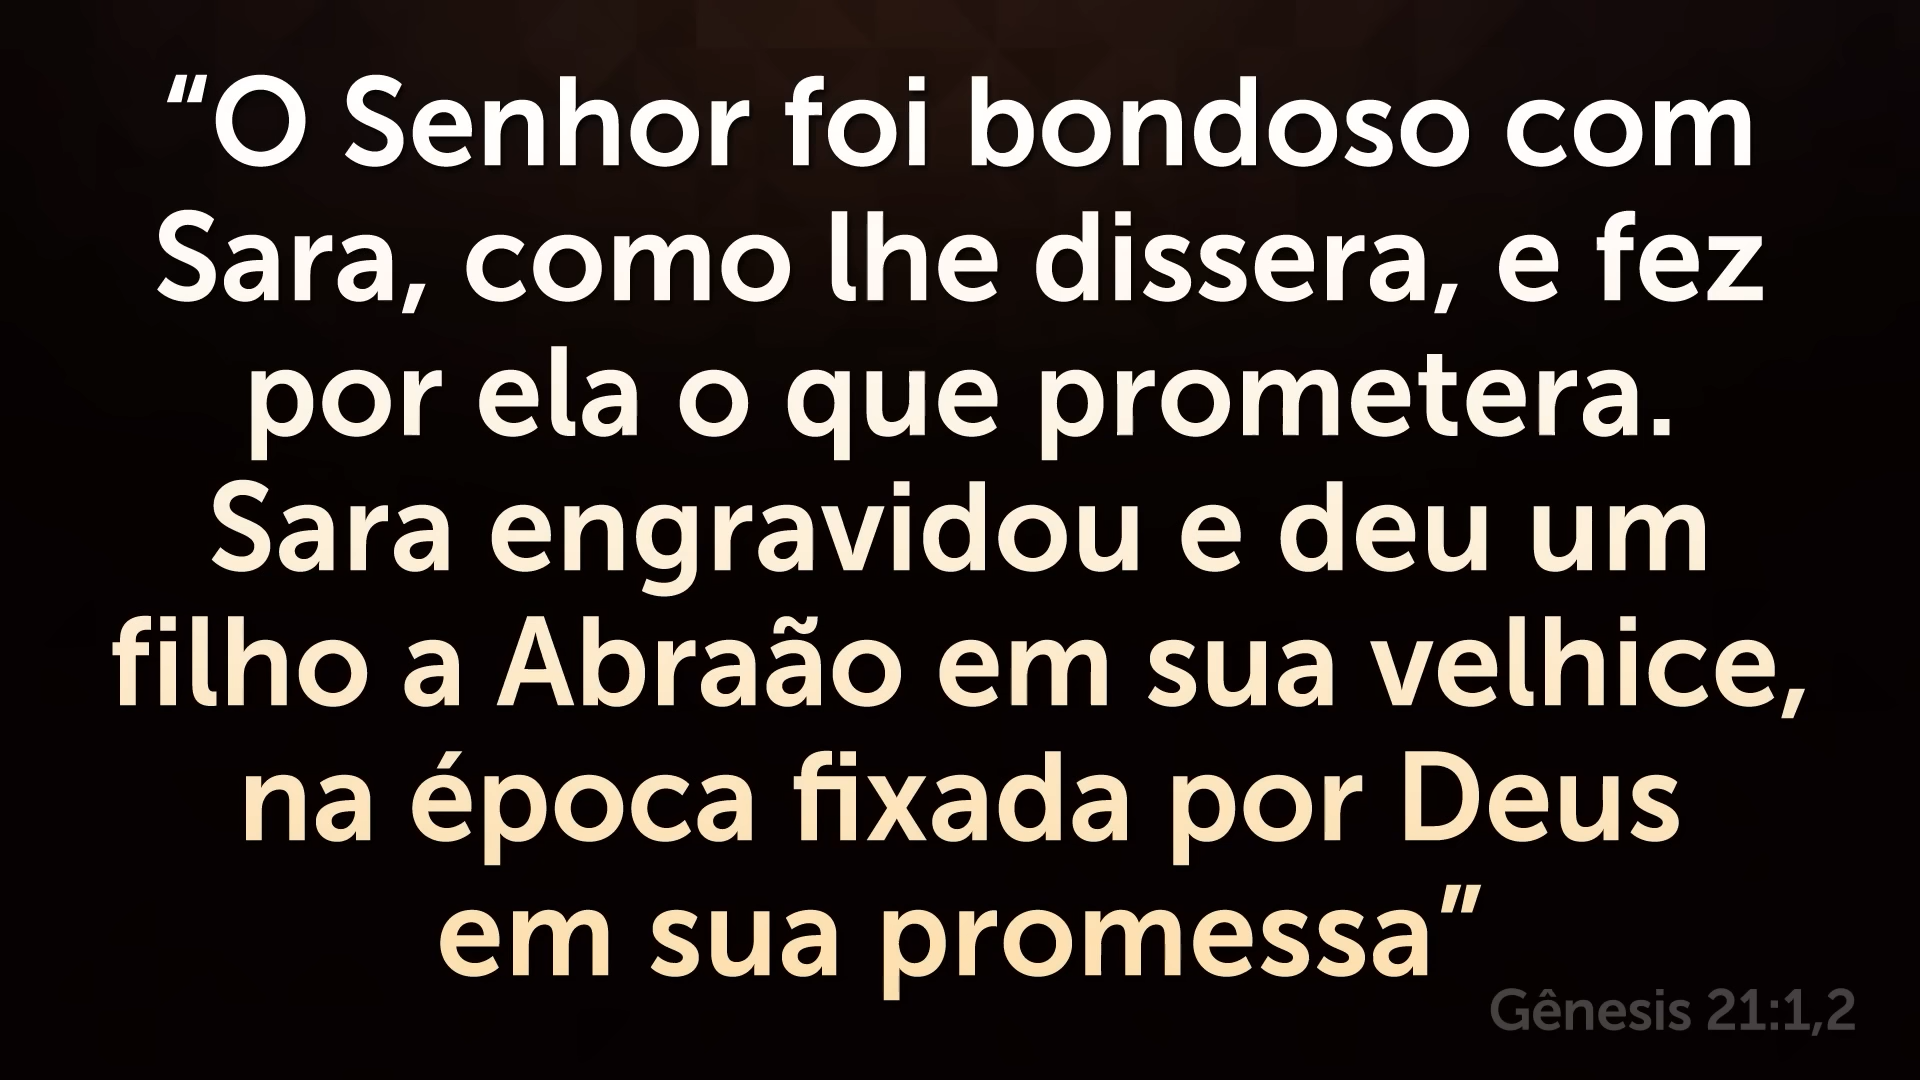 “O Senhor foi bondoso com
Sara, como lhe dissera, e fez
por ela o que prometera.
Sara engravidou e deu um
filho a Abraão em sua velhice,
na época fixada por Deus
em sua promessa”
Gênesis 21:1,2